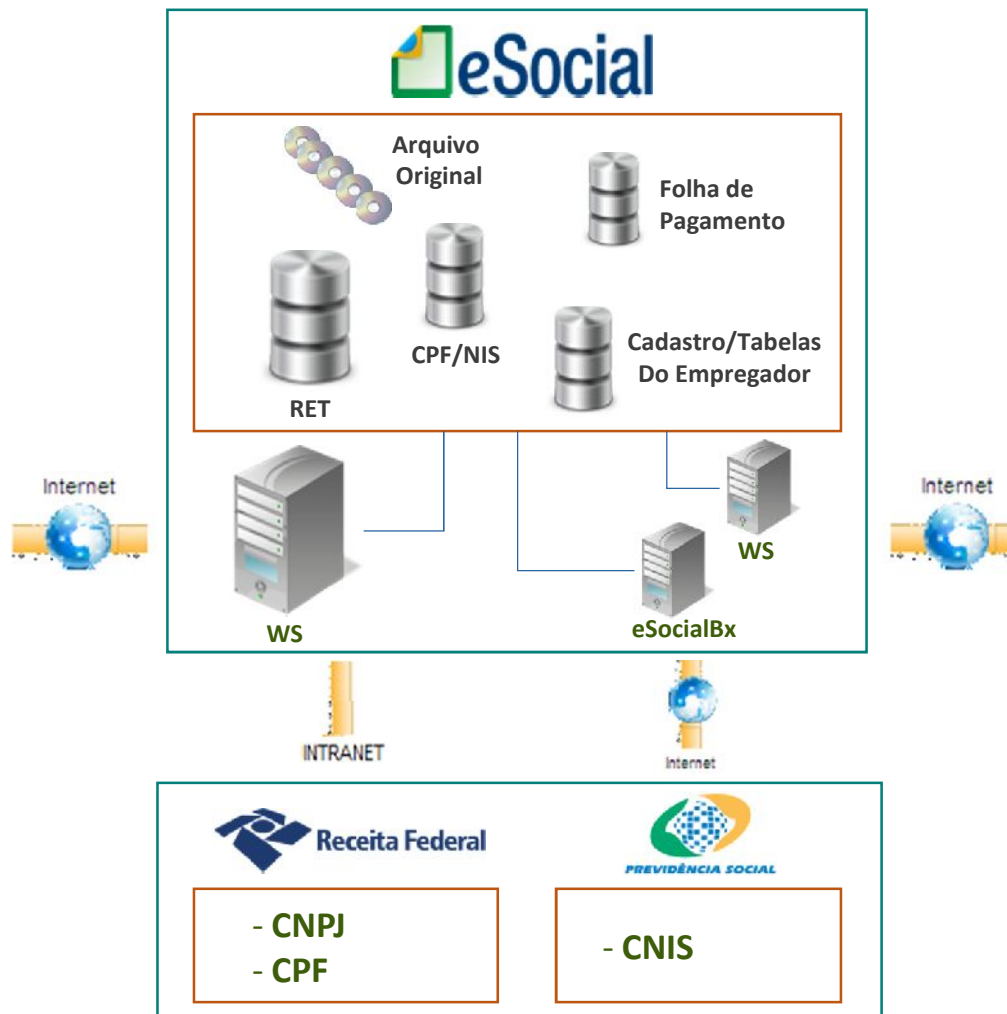 eSocial
Arquivo
Original
Folha de
Pagamento
CPF/NIS
Cadastro/Tabelas
Do Empregador
RET
Internet
Internet
WS
WS
eSocialBx
INTRANET
Internet
Receita Federal
PREVIDÊNCIA SOCIAL
- CNPJ
- CPF
- CNIS